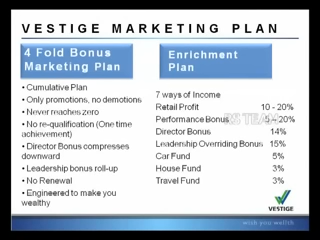 VESTIGE MARKETING PLAN
4 Fold Bonus
Marketing Plan
• Cumulative Plan
• Only promotions, no demotions
• Never reaches zero
• No re-qualification (One time
achievement)
• Director Bonus compresses
downward
• Leadership bonus roll-up
• No Renewal
• Engineered to make you
wealthy
Enrichment
Plan
7 ways of Income
Retail Profit 10 - 20%
Performance Bonus 5 - 20%
Director Bonus 14%
Leadership Overriding Bonus 15%
Car Fund 5%
House Fund 3%
Travel Fund 3%
TEAM
VESTIGE
wish you wellth